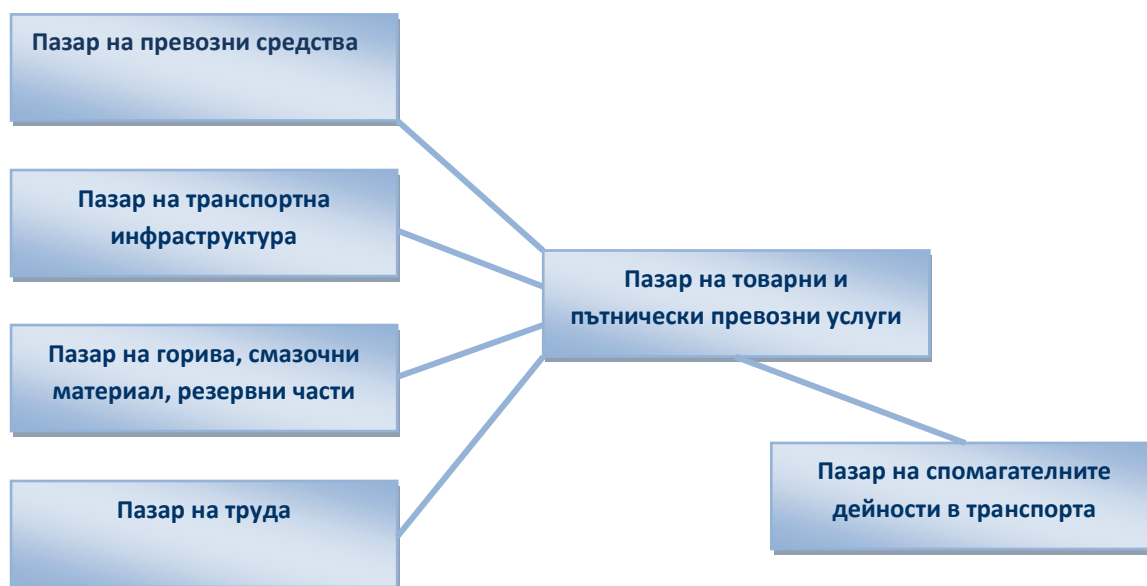 Пазар на превозни средства
Пазар на транспортна
инфраструктура
Пазар на товарни и
пътнически превозни услуги
Пазар на горива, смазочни
материал, резервни части
Пазар на спомагателните
дейности в транспорта
Пазар на труда